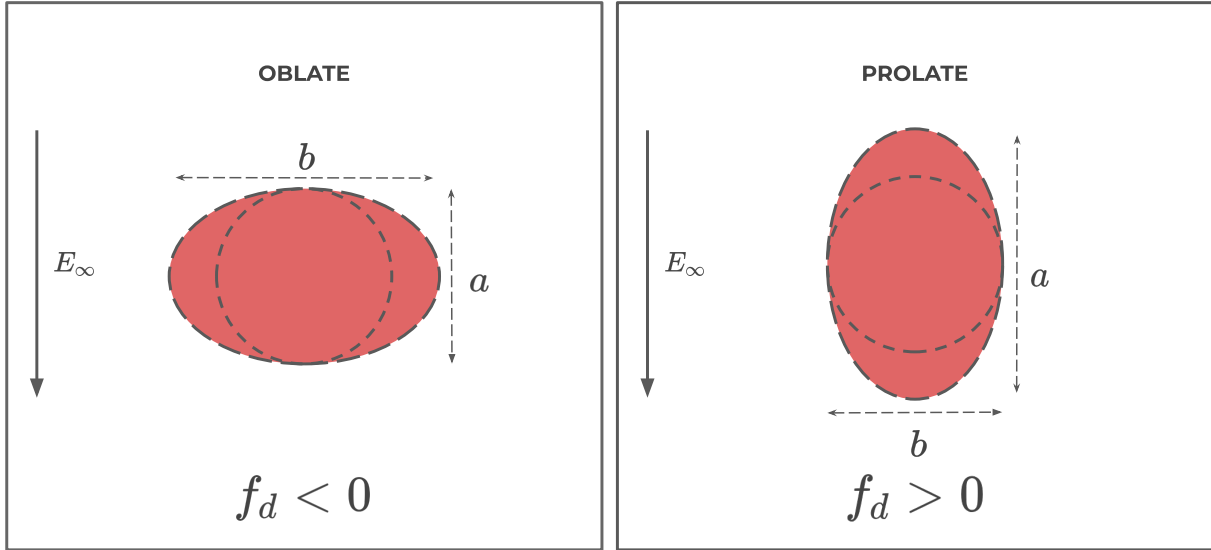 OBLATE
b
E∞
a
f_d < 0
PROLATE
E∞
a
b
f_d > 0